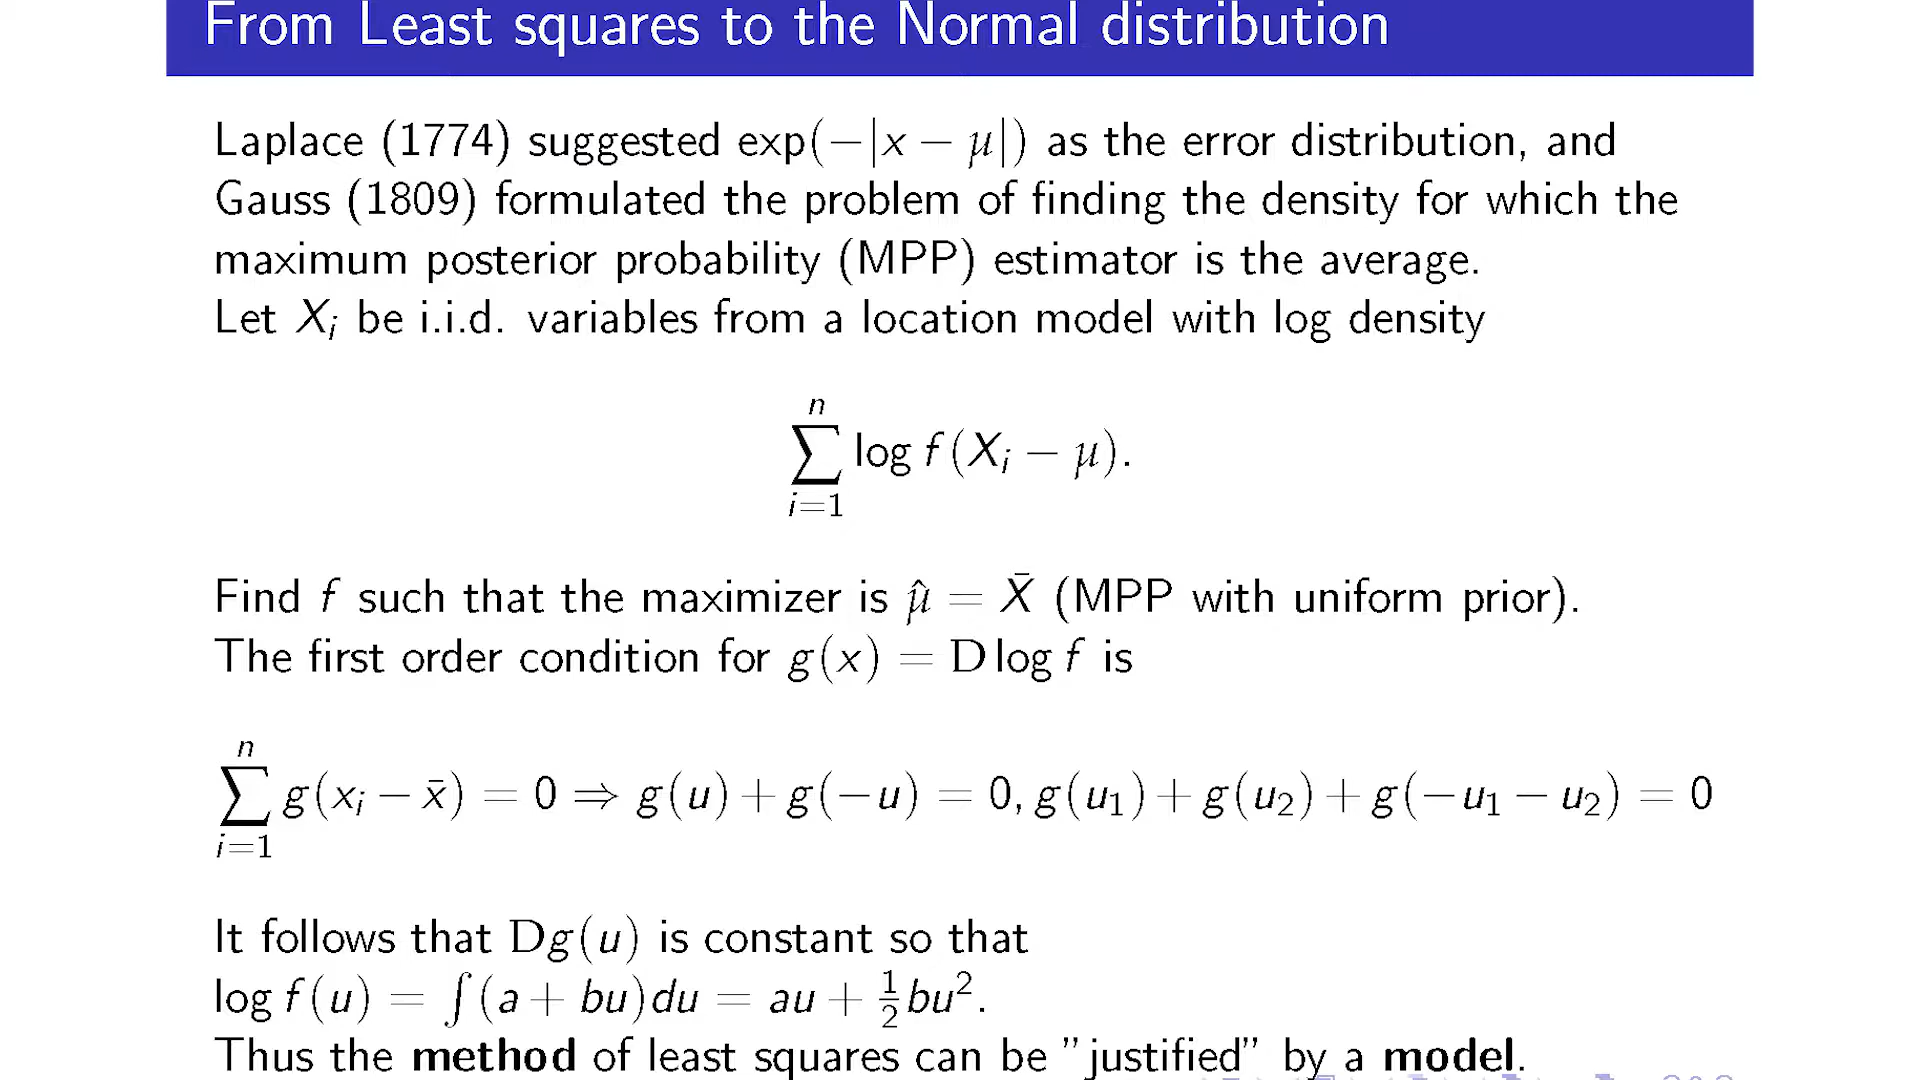 From Least squares to the Normal distribution
Laplace (1774) suggested exp(−|x − μ|) as the error distribution, and
Gauss (1809) formulated the problem of finding the density for which the
maximum posterior probability (MPP) estimator is the average.
Let X_i be i.i.d. variables from a location model with log density
∑_{i=1}^{n} log f(X_i − μ).
Find f such that the maximizer is μ̂ = X̄ (MPP with uniform prior).
The first order condition for g(x) = D log f is
∑_{i=1}^{n} g(x_i − x̄) = 0 ⇒ g(u) + g(−u) = 0, g(u_1) + g(u_2) + g(−u_1 − u_2) = 0
It follows that Dg(u) is constant so that
log f(u) = ∫(a + bu)du = au + ½bu².
Thus the method of least squares can be "justified" by a model.